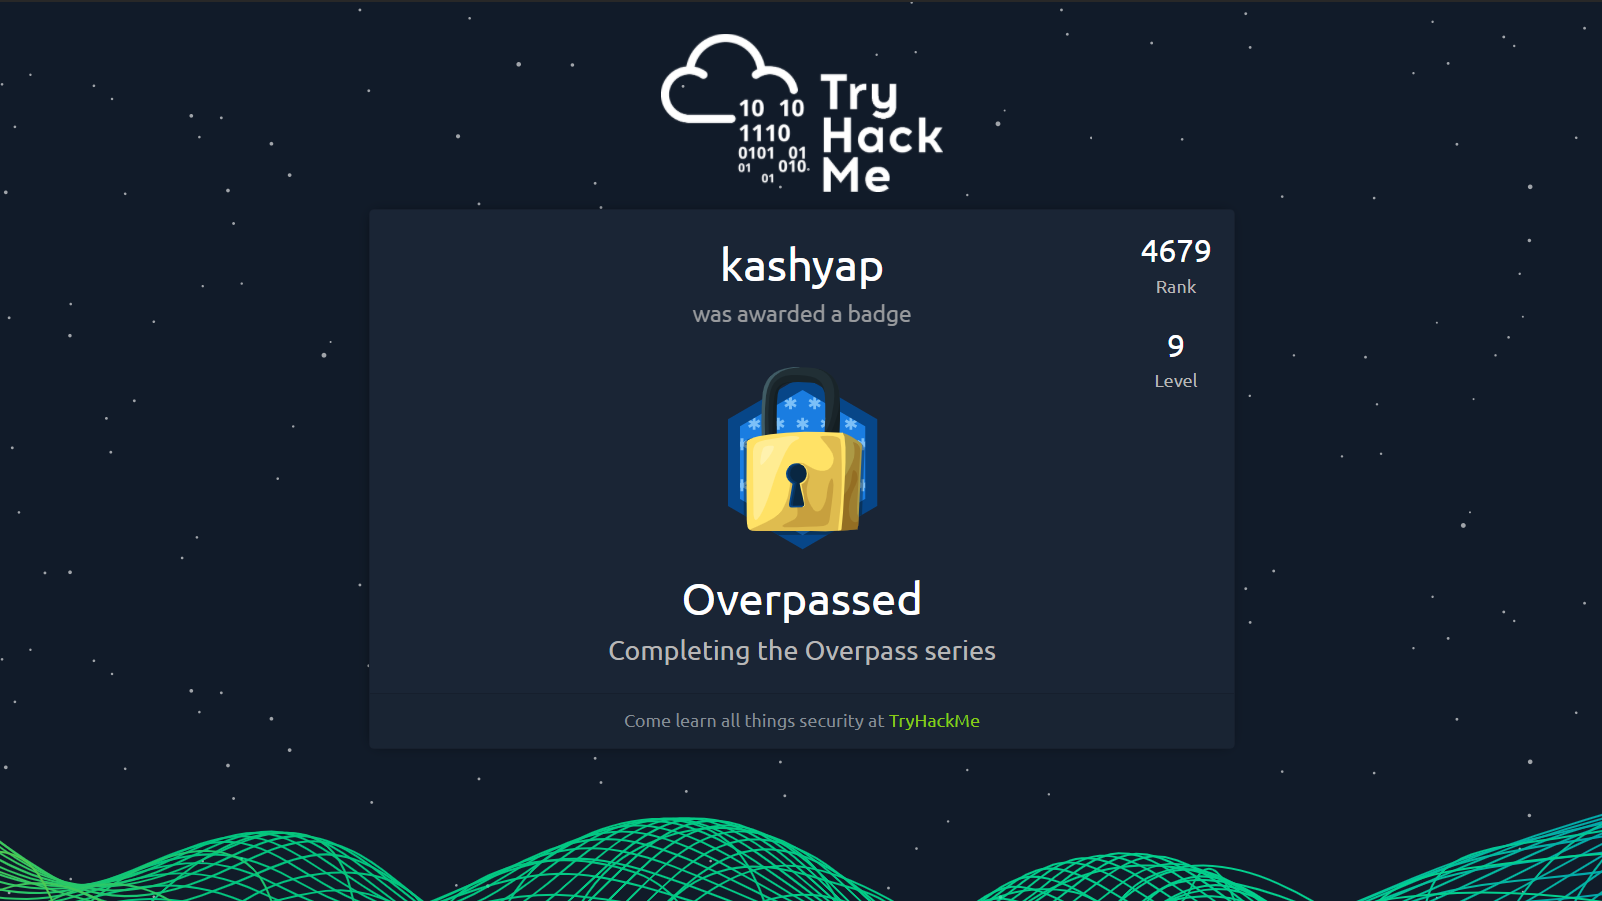 10 10
1110
0101 01
01 010
01
Try
Hack
Me
kashyap
was awarded a badge
4679
Rank
9
Level
Overpassed
Completing the Overpass series
Come learn all things security at TryHackMe